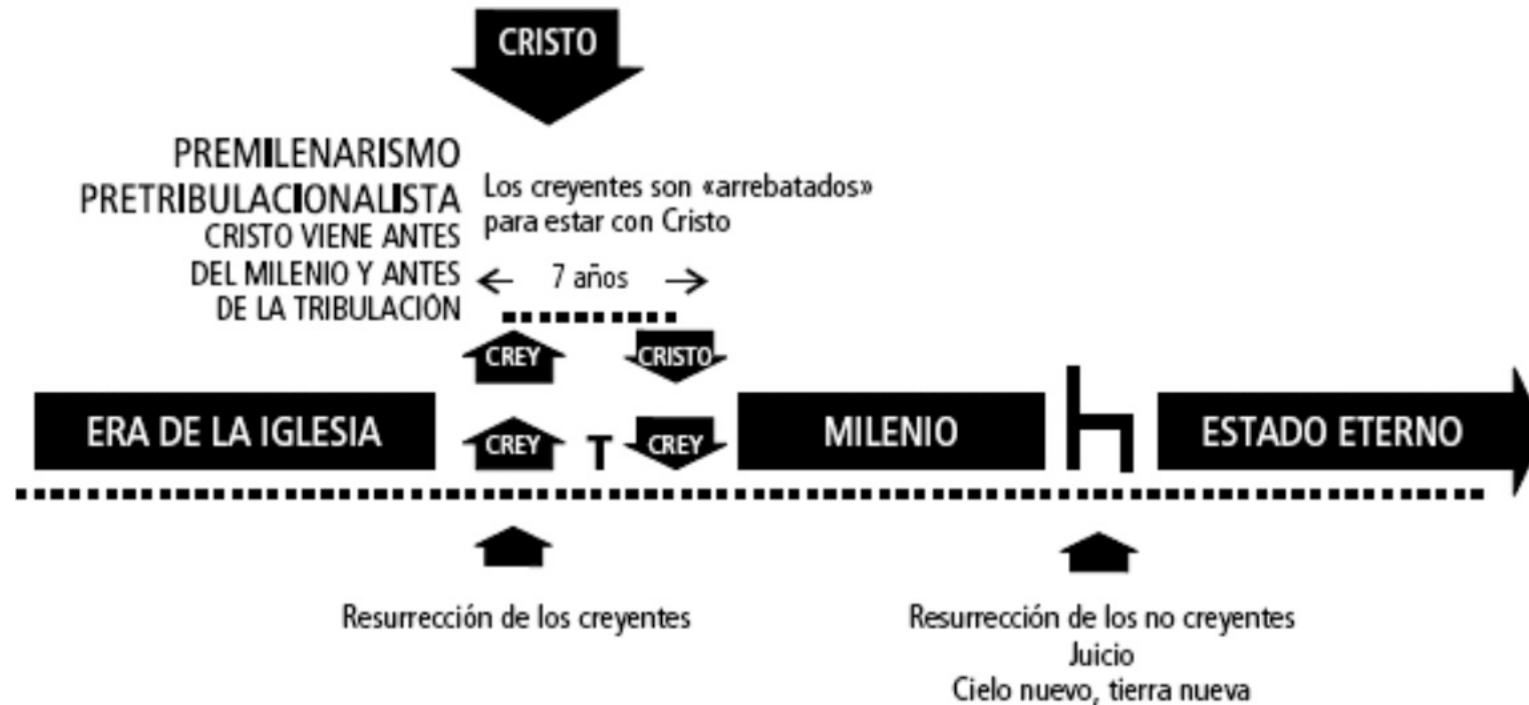 CRISTO
PREMILENARISMO
PRETRIBULACIONALISTA
CRISTO VIENE ANTES
DEL MILENIO Y ANTES
DE LA TRIBULACIÓN
Los creyentes son «arrebatados»
para estar con Cristo
7 años
CREY
CRISTO
ERA DE LA IGLESIA
CREY
T
CREY
MILENIO
ESTADO ETERNO
Resurrección de los creyentes
Resurrección de los no creyentes
Juicio
Cielo nuevo, tierra nueva